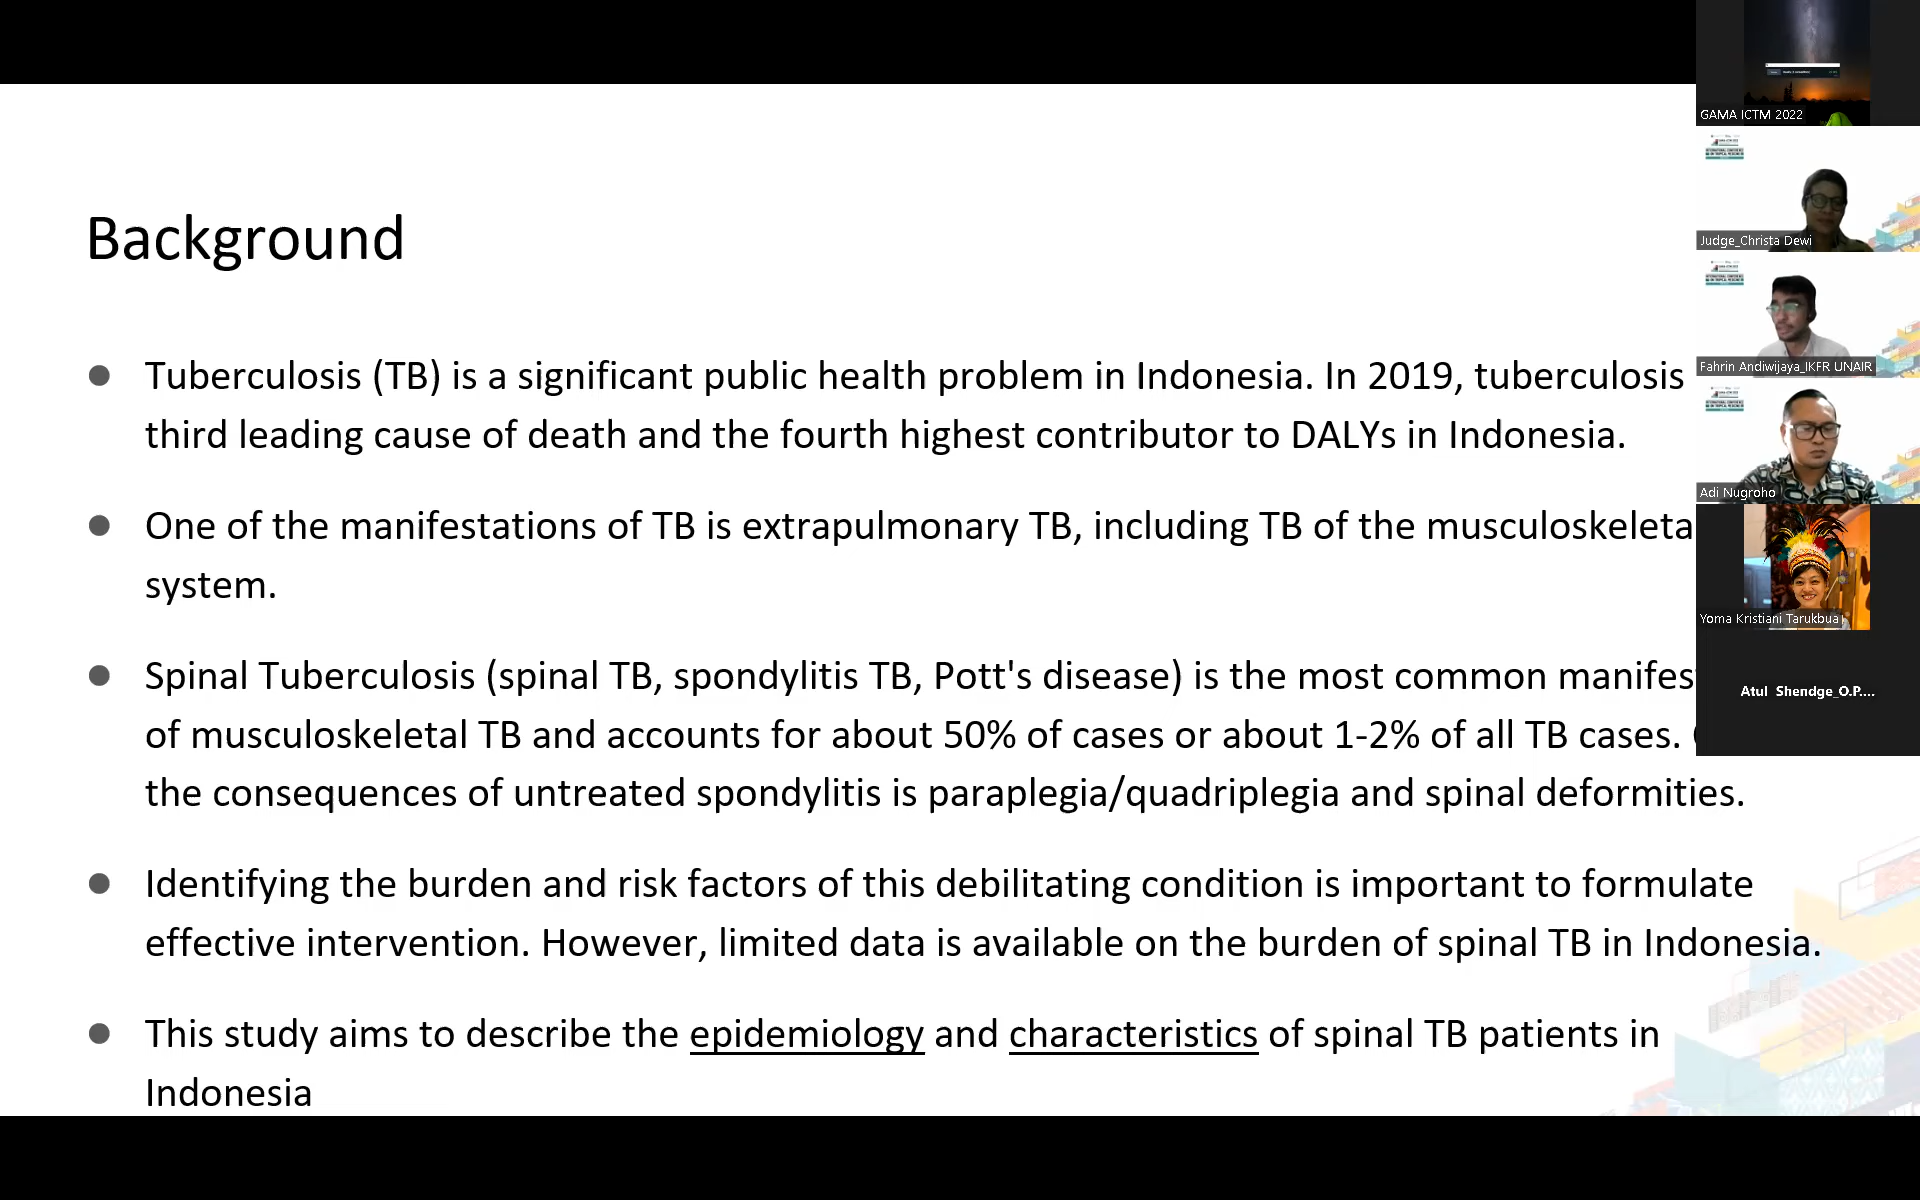 Background
Tuberculosis (TB) is a significant public health problem in Indonesia. In 2019, tuberculosis
third leading cause of death and the fourth highest contributor to DALYs in Indonesia.
One of the manifestations of TB is extrapulmonary TB, including TB of the musculoskeleta
system.
Spinal Tuberculosis (spinal TB, spondylitis TB, Pott's disease) is the most common manifes
of musculoskeletal TB and accounts for about 50% of cases or about 1-2% of all TB cases.
the consequences of untreated spondylitis is paraplegia/quadriplegia and spinal deformities.
Identifying the burden and risk factors of this debilitating condition is important to formulate
effective intervention. However, limited data is available on the burden of spinal TB in Indonesia.
This study aims to describe the epidemiology and characteristics of spinal TB patients in
Indonesia
GAMA ICTM 2022
Judge_Christa Dewi
Fahrin Andiwijaya_IKFR UNAIR
Adi Nugroho
Yoma Kristiani Tarukbua
Atul Shendge_O.P....